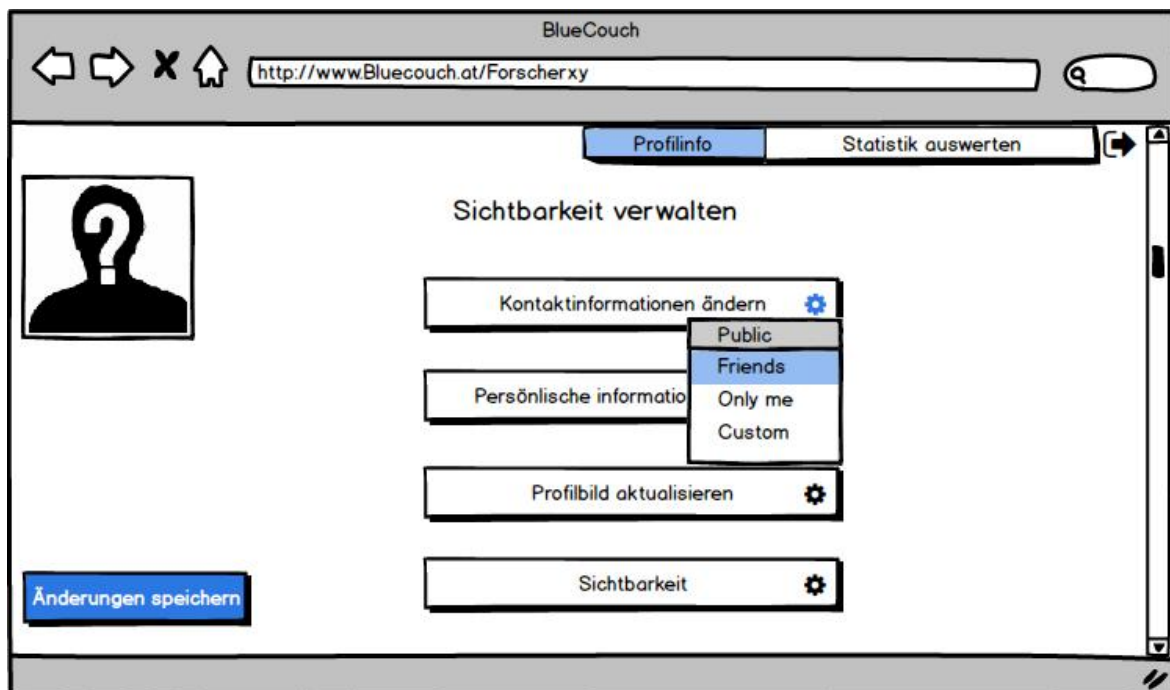 BlueCouch
http://www.Bluecouch.at/Forscherxy
Profilinfo
Statistik auswerten
Sichtbarkeit verwalten
Kontaktinformationen ändern
Public
Friends
Only me
Custom
Persönlische informatio
Profilbild aktualisieren
Sichtbarkeit
Änderungen speichern